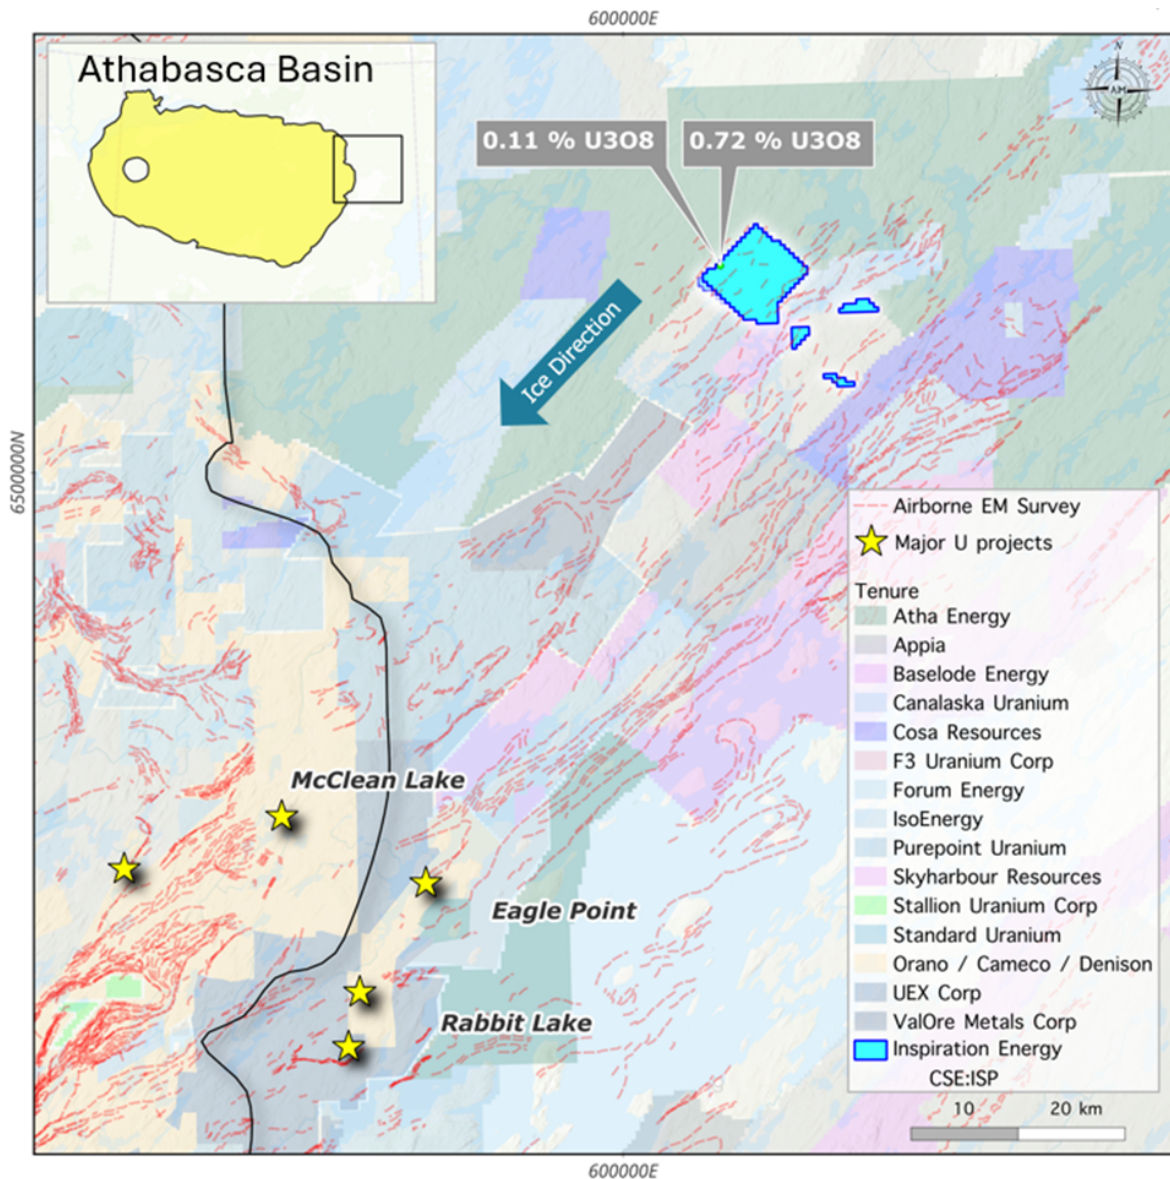 600000E
Athabasca Basin
N
AM
0.11 % U3O8
0.72 % U3O8
Ice Direction
6500000N
Airborne EM Survey
Major U projects
Tenure
Atha Energy
Appia
Baselode Energy
Canalaska Uranium
Cosa Resources
F3 Uranium Corp
Forum Energy
IsoEnergy
Purepoint Uranium
Skyharbour Resources
Stallion Uranium Corp
Standard Uranium
Orano / Cameco / Denison
UEX Corp
ValOre Metals Corp
Inspiration Energy
CSE:ISP
McClean Lake
Eagle Point
Rabbit Lake
10 20 km
600000E